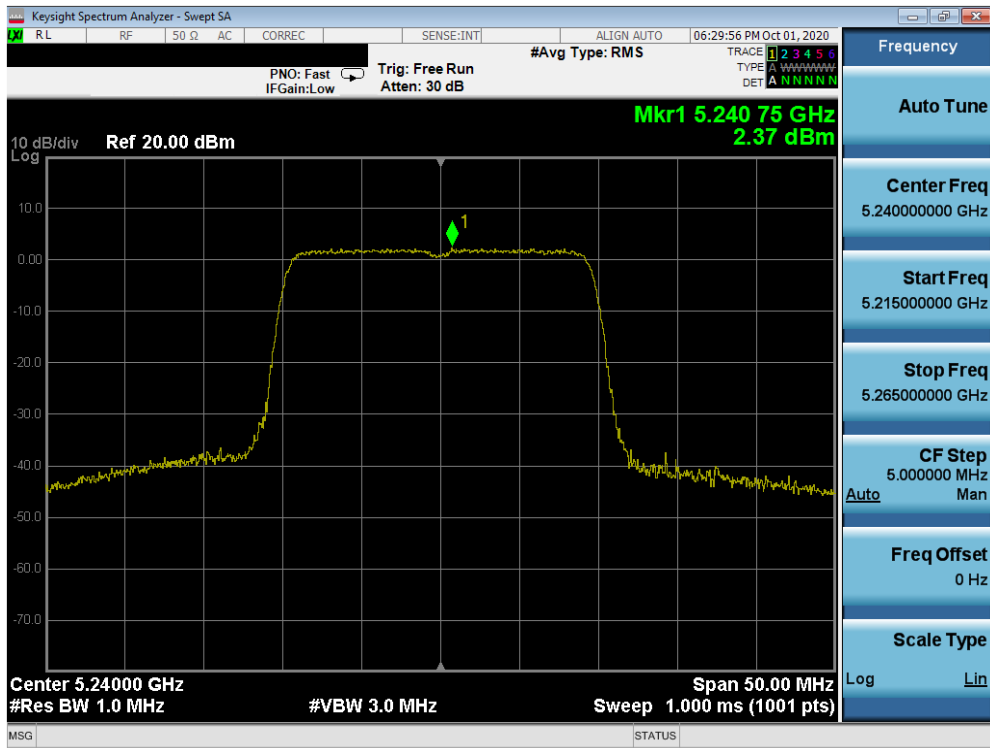 Keysight Spectrum Analyzer - Swept SA
LXI RL RF 50 Ω AC CORREC SENSE:INT ALIGN AUTO 06:29:56 PM Oct 01, 2020
PNO: Fast
IFGain:Low
Trig: Free Run
Atten: 30 dB
#Avg Type: RMS
TRACE 1 2 3 4 5 6
TYPE A WWWWW
DET A N N N N N
Mkr1 5.240 75 GHz
2.37 dBm
10 dB/div Ref 20.00 dBm
Log
10.0
0.00
-10.0
-20.0
-30.0
-40.0
-50.0
-60.0
-70.0
1
Center 5.24000 GHz Span 50.00 MHz
#Res BW 1.0 MHz #VBW 3.0 MHz Sweep 1.000 ms (1001 pts)
MSG STATUS
Frequency
Auto Tune
Center Freq
5.240000000 GHz
Start Freq
5.215000000 GHz
Stop Freq
5.265000000 GHz
CF Step
5.000000 MHz
Auto Man
Freq Offset
0 Hz
Scale Type
Log Lin